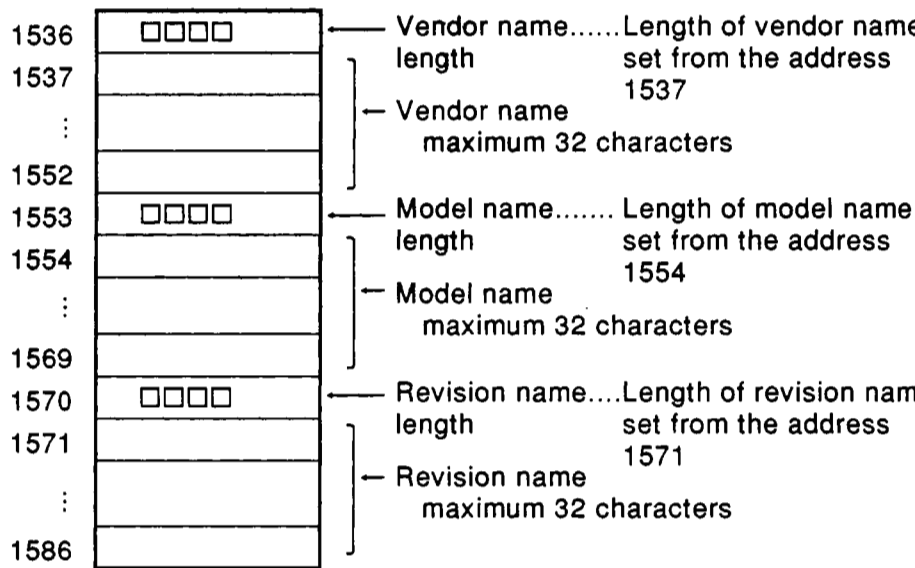 1536 □□□□ Vendor name......Length of vendor name
length set from the address
1537 1537
Vendor name
⋮ maximum 32 characters
1552
1553 □□□□ Model name....... Length of model name
length set from the address
1554 1554
⋮ Model name
maximum 32 characters
1569
1570 □□□□ Revision name....Length of revision nam
length set from the address
1571 1571
Revision name
⋮ maximum 32 characters
1586